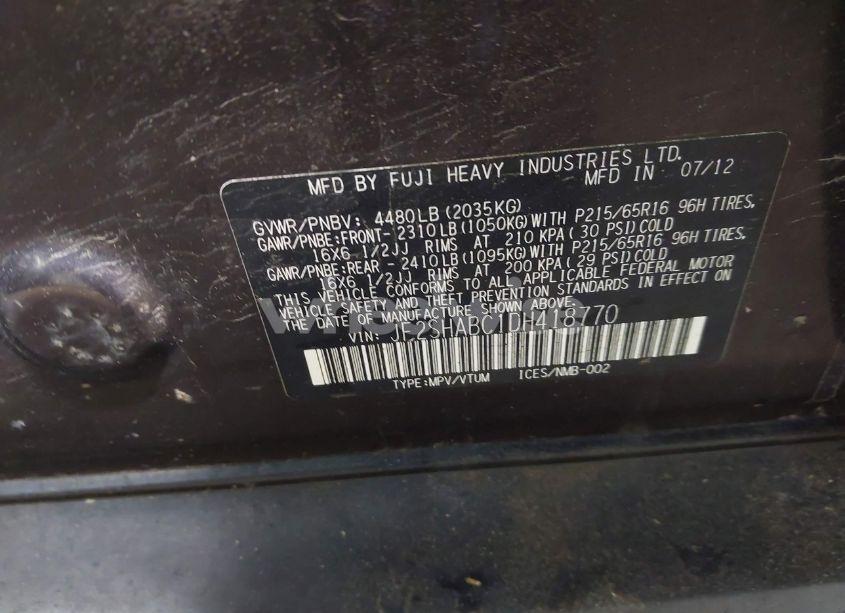 MFD BY FUJI HEAVY INDUSTRIES LTD.
MFD IN 07/12
GVWR/PNBV: 4480LB(2035KG)
GAWR/PNBE:FRONT-2310LB(1050KG)WITH P215/65R16 96H TIRES.
16X6 1/2JJ RIMS AT 210 KPA(30 PSI)COLD
GAWR/PNBE:REAR -2410LB(1095KG)WITH P215/65R16 96H TIRES.
16X6 1/2JJ RIMS AT 200 KPA(29 PSI)COLD
THIS VEHICLE CONFORMS TO ALL APPLICABLE FEDERAL MOTOR
VEHICLE SAFETY AND THEFT PREVENTION STANDARDS IN EFFECT ON
THE DATE OF MANUFACTURE SHOWN ABOVE.
VIN: JF2SHABC1DH418770
TYPE:MPV/VTUM ICES/NMB-002